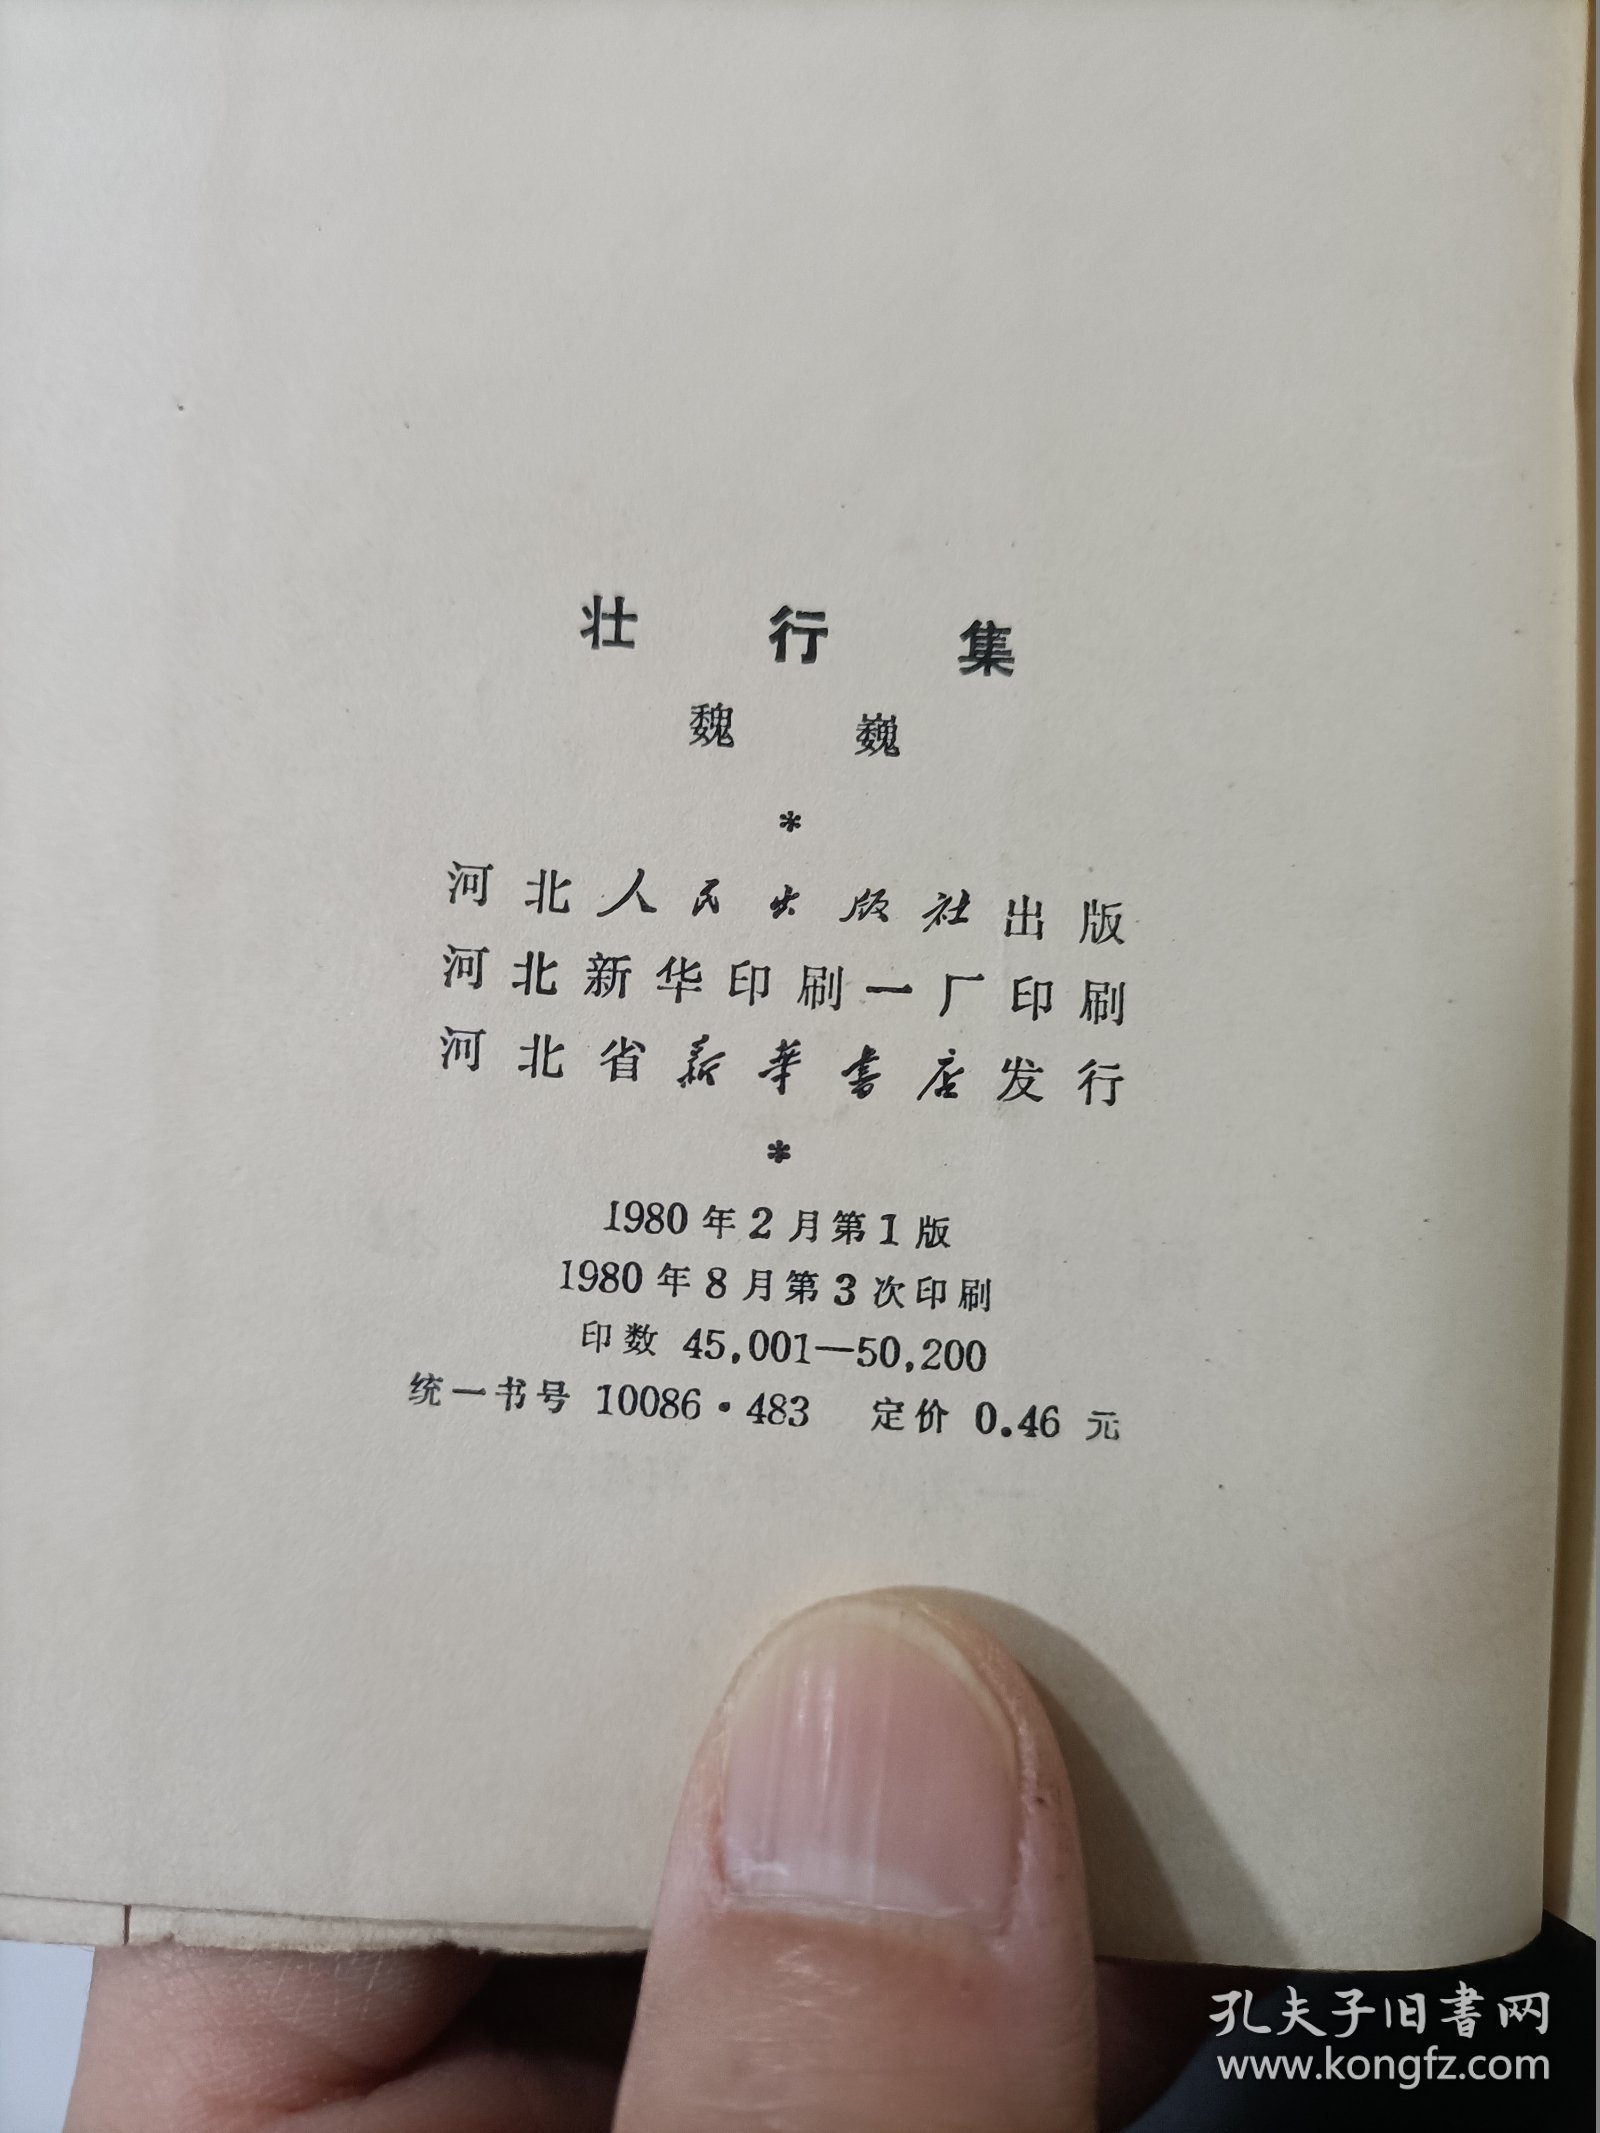 壮行集
魏巍
*
河北人民出版社出版
河北新华印刷一厂印刷
河北省新華書店发行
*
1980年2月第1版
1980年8月第3次印刷
印数 45,001—50,200
统一书号 10086·483 定价 0.46 元
孔夫子旧書网
www.kongfz.com